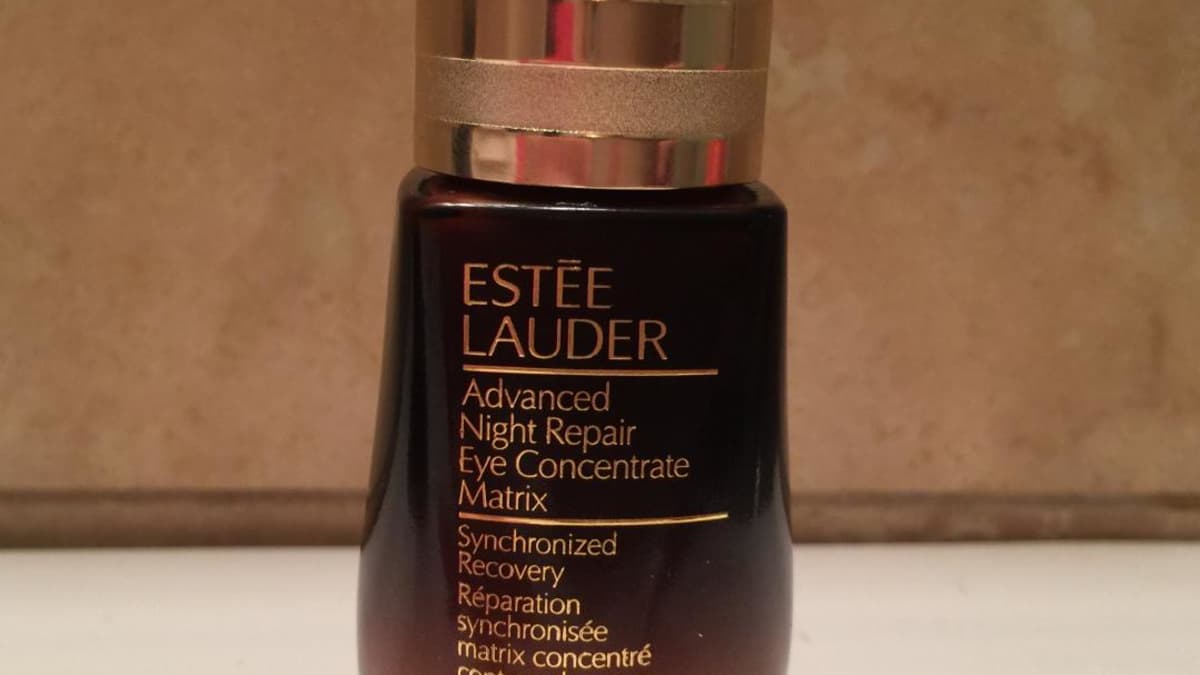 ESTĒE
LAUDER
Advanced
Night Repair
Eye Concentrate
Matrix
Synchronized
Recovery
Réparation
synchronisée
matrix concentré